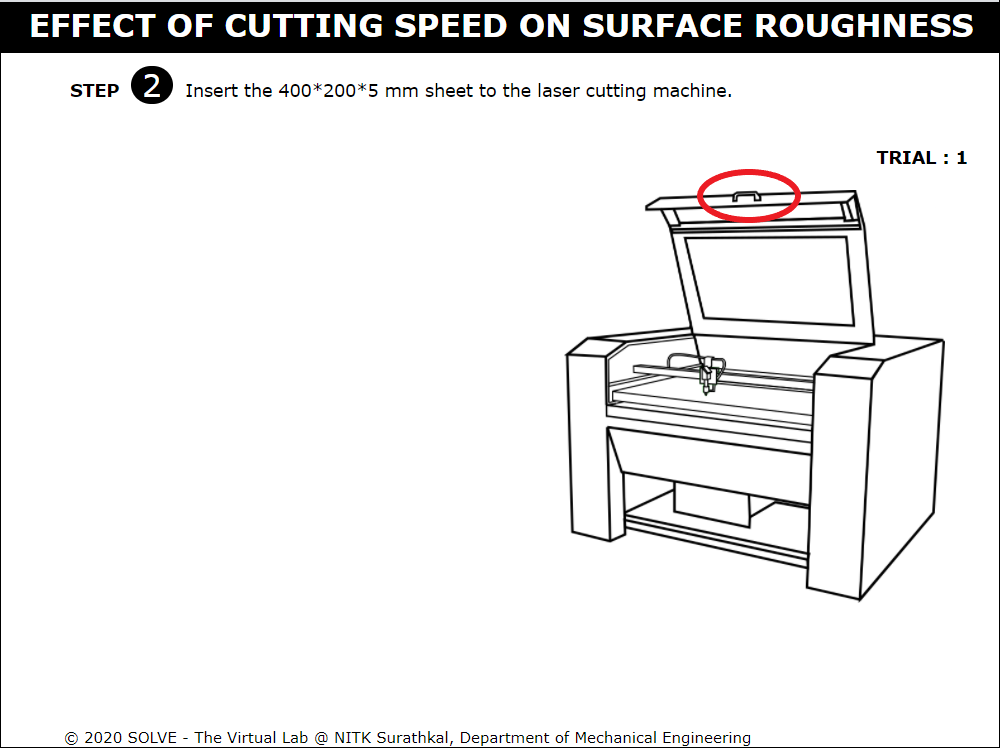 EFFECT OF CUTTING SPEED ON SURFACE ROUGHNESS
STEP 2 Insert the 400*200*5 mm sheet to the laser cutting machine.
TRIAL : 1
© 2020 SOLVE - The Virtual Lab @ NITK Surathkal, Department of Mechanical Engineering